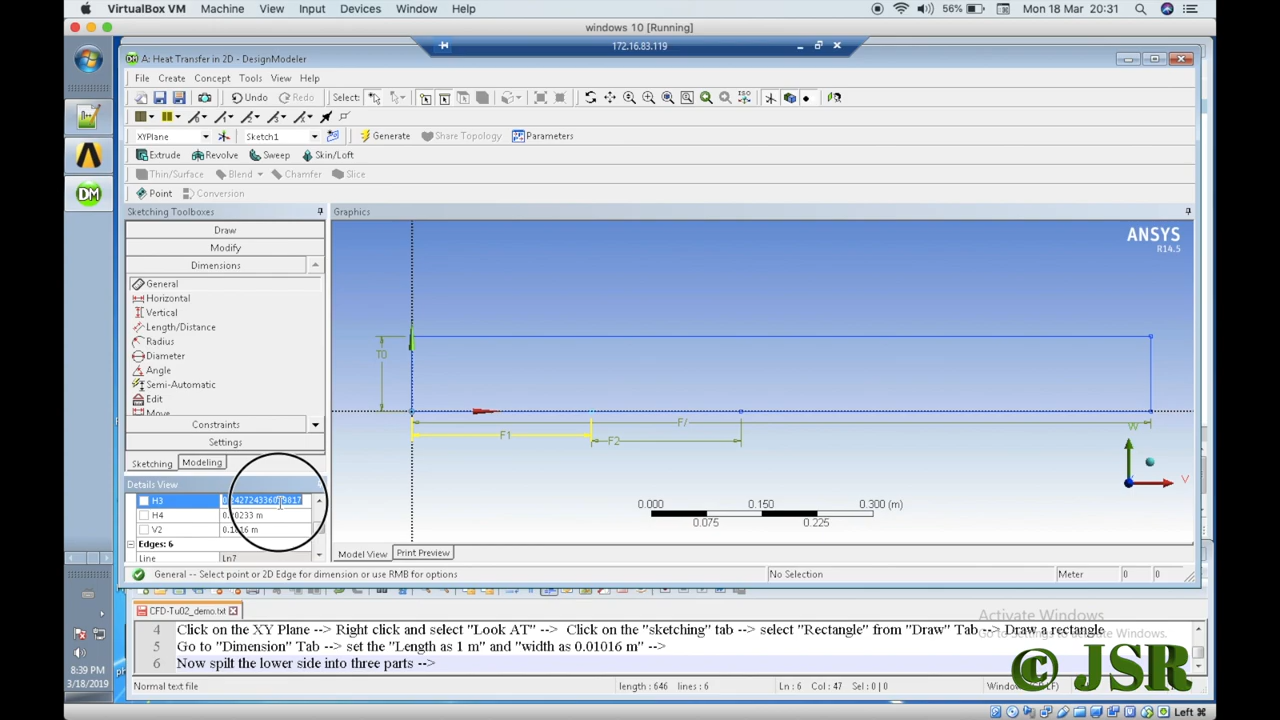 VirtualBox VM Machine View Input Devices Window Help
56% Mon 18 Mar 20:31
windows 10 [Running]
172.16.83.119
A: Heat Transfer in 2D - DesignModeler
File Create Concept Tools View Help
Undo Redo Select:
XYPlane Sketch1 Generate Share Topology Parameters
Extrude Revolve Sweep Skin/Loft
Thin/Surface Blend Chamfer Slice
Point Conversion
Sketching Toolboxes
Graphics
Draw
Modify
Dimensions
General
Horizontal
Vertical
Length/Distance
Radius
Diameter
Angle
Semi-Automatic
Edit
Move
Constraints
Settings
Sketching Modeling
Details View
H3
H4
V2
Edges: 6
Line Ln7
ANSYS
R14.5
F1
F2
F/
0.000 0.150 0.300 (m)
0.075 0.225
Model View Print Preview
General -- Select point or 2D Edge for dimension or use RMB for options
No Selection Meter 0 0
CFD-Tu02_demo.txt
Activate Windows
4 Click on the XY Plane --> Right click and select "Look AT" --> Click on the "sketching" tab --> select "Rectangle" from "Draw" Tab --> Draw a rectangle
5 Go to "Dimension" Tab --> set the "Length as 1 m" and "width as 0.01016 m" -->
6 Now spilt the lower side into three parts -->
Normal text file length : 646 lines : 6 Ln : 6 Col : 47 Sel : 0 | 0
8:39 PM
3/18/2019
© JSR
Left ⌘